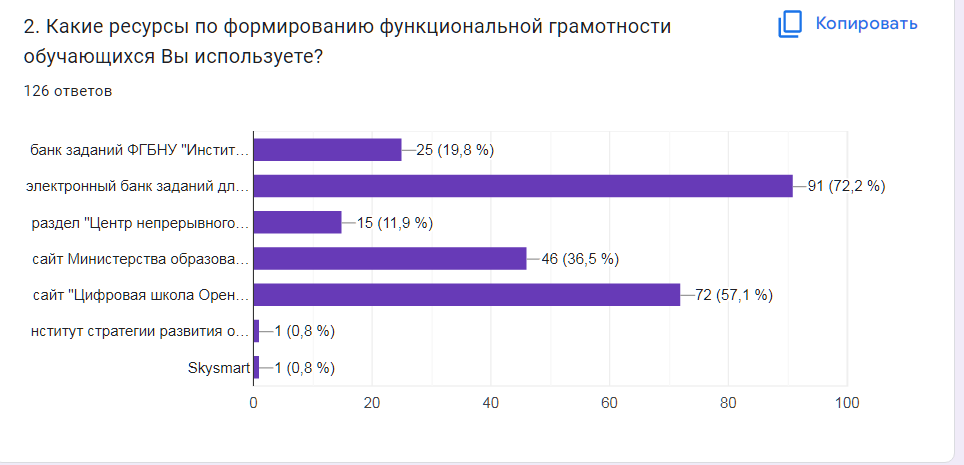 2. Какие ресурсы по формированию функциональной грамотности
обучающихся Вы используете?
Копировать
126 ответов
банк заданий ФГБНУ "Инстит... 25 (19,8 %)
электронный банк заданий дл... 91 (72,2 %)
раздел "Центр непрерывного... 15 (11,9 %)
сайт Министерства образова... 46 (36,5 %)
сайт "Цифровая школа Орен... 72 (57,1 %)
нститут стратегии развития о... 1 (0,8 %)
Skysmart 1 (0,8 %)
0 20 40 60 80 100